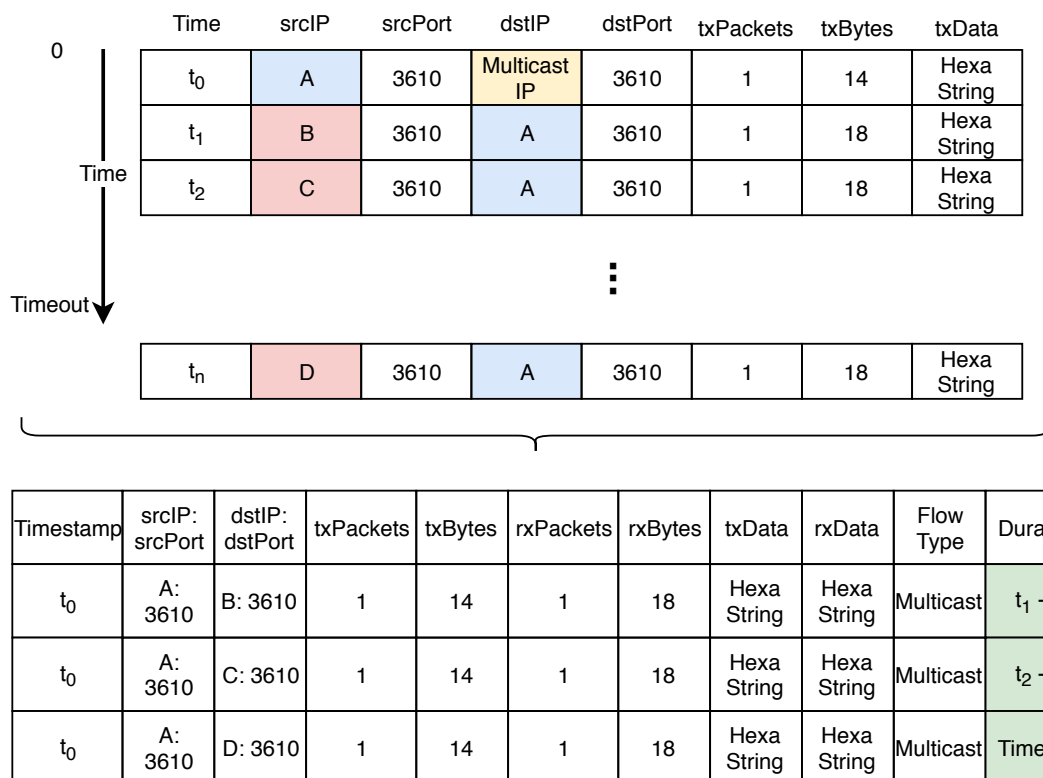 Time srcIP srcPort dstIP dstPort txPackets txBytes txData
0
t0 A 3610 Multicast IP 3610 1 14 Hexa String
t1 B 3610 A 3610 1 18 Hexa String
Time
t2 C 3610 A 3610 1 18 Hexa String
⋮
Timeout
tn D 3610 A 3610 1 18 Hexa String
Timestamp srcIP: srcPort dstIP: dstPort txPackets txBytes rxPackets rxBytes txData rxData Flow Type Dura
t0 A: 3610 B: 3610 1 14 1 18 Hexa String Hexa String Multicast t1 -
t0 A: 3610 C: 3610 1 14 1 18 Hexa String Hexa String Multicast t2 -
t0 A: 3610 D: 3610 1 14 1 18 Hexa String Hexa String Multicast Time